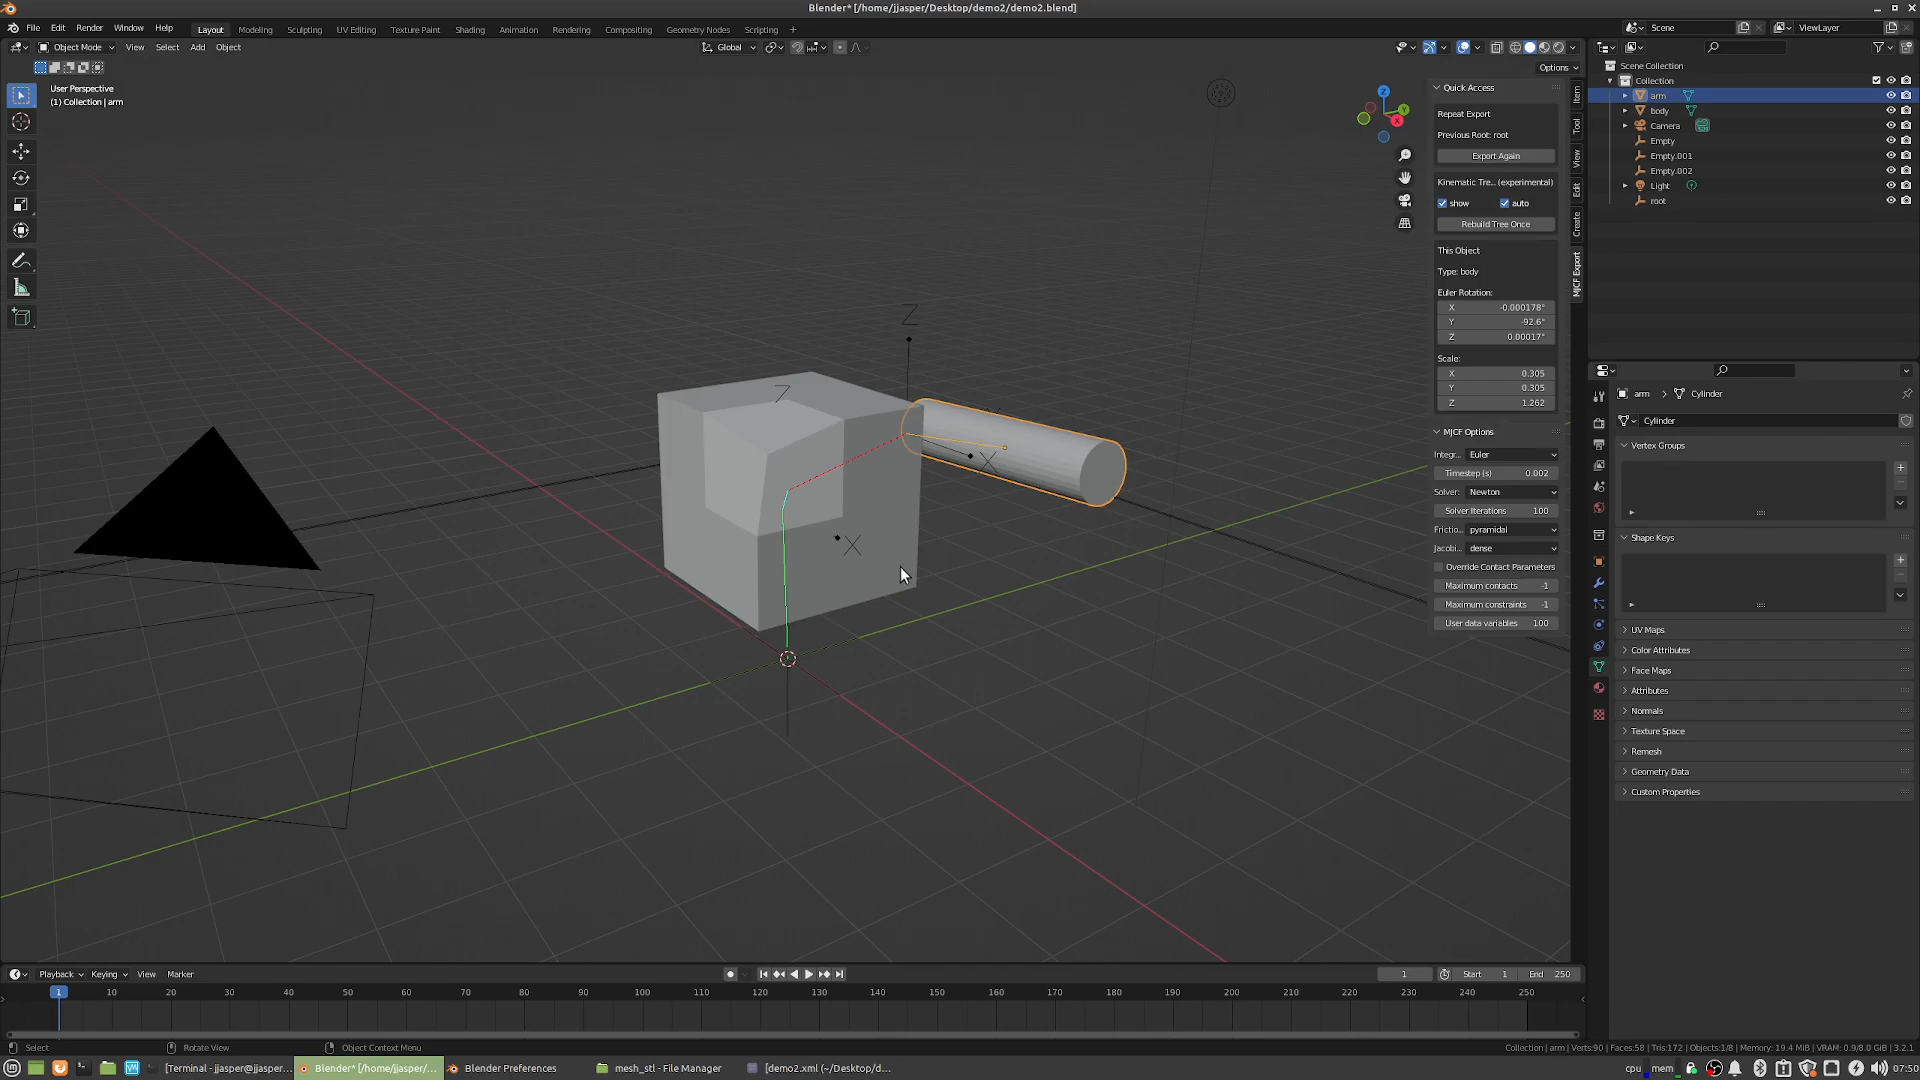 Blender* [/home/jjasper/Desktop/demo2/demo2.blend]
File Edit Render Window Help
Layout Modeling Sculpting UV Editing Texture Paint Shading Animation Rendering Compositing Geometry Nodes Scripting +
Scene ViewLayer
Object Mode View Select Add Object
Global
Options
User Perspective
(1) Collection | arm
Z
Y
X
Z
X
Z
X
Quick Access
Repeat Export
Previous Root: root
Export Again
Kinematic Tre... (experimental)
show auto
Rebuild Tree Once
This Object
Type: body
Euler Rotation:
X -0.000178°
Y -92.6°
Z 0.00017°
Scale:
X 0.305
Y 0.305
Z 1.262
MJCF Options
Integr... Euler
Timestep (s) 0.002
Solver: Newton
Solver Iterations 100
Frictio... pyramidal
Jacobi... dense
Override Contact Parameters
Maximum contacts -1
Maximum constraints -1
User data variables 100
Item
Tool
View
Edit
Create
MJCF Export
Scene Collection
Collection
arm
body
Camera
Empty
Empty.001
Empty.002
Light
root
arm Cylinder
Cylinder
Vertex Groups
Shape Keys
UV Maps
Color Attributes
Face Maps
Attributes
Normals
Texture Space
Remesh
Geometry Data
Custom Properties
Playback Keying View Marker
1 Start 1 End 250
1 10 20 30 40 50 60 70 80 90 100 110 120 130 140 150 160 170 180 190 200 210 220 230 240 250
Select Rotate View Object Context Menu
Collection | arm | Verts:90 | Faces:58 | Tris:172 | Objects:1/8 | Memory: 19.4 MiB | VRAM: 0.9/8.0 GiB | 3.2.1
[Terminal - jjasper@jjasper... Blender* [/home/jjasper/... Blender Preferences mesh_stl - File Manager [demo2.xml (~/Desktop/d...
cpu mem 07:50